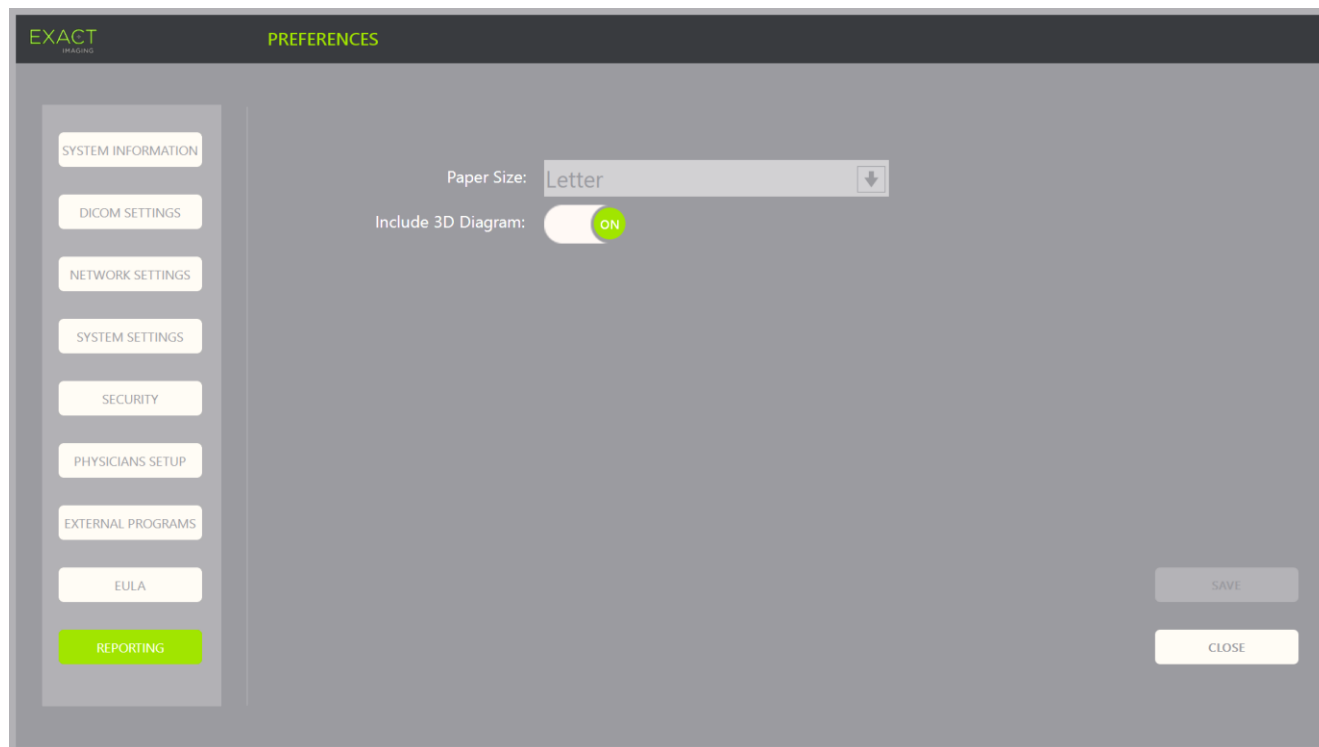 EXACT
IMAGING
PREFERENCES
SYSTEM INFORMATION
DICOM SETTINGS
NETWORK SETTINGS
SYSTEM SETTINGS
SECURITY
PHYSICIANS SETUP
EXTERNAL PROGRAMS
EULA
REPORTING
Paper Size: Letter
Include 3D Diagram: ON
SAVE
CLOSE